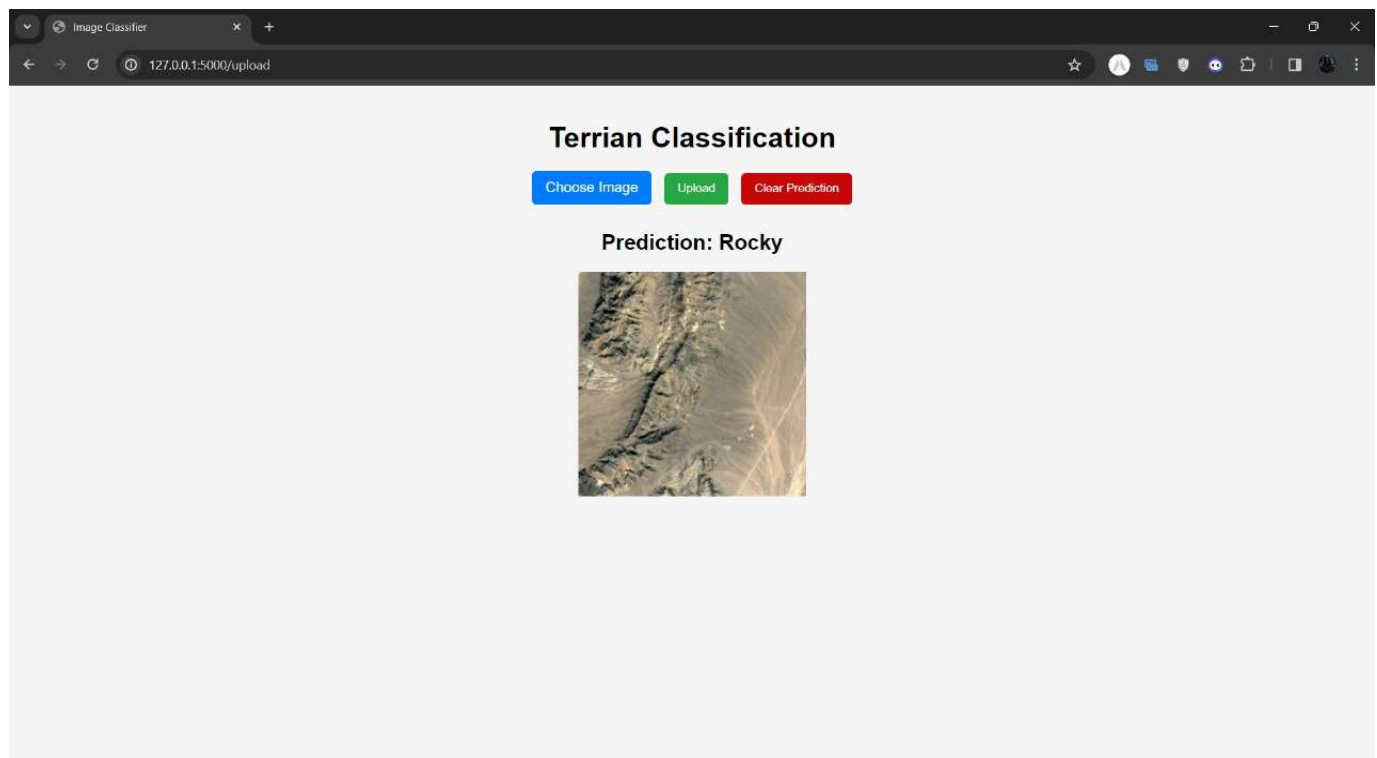 Image Classifier
127.0.0.1:5000/upload
Terrian Classification
Choose Image Upload Clear Prediction
Prediction: Rocky